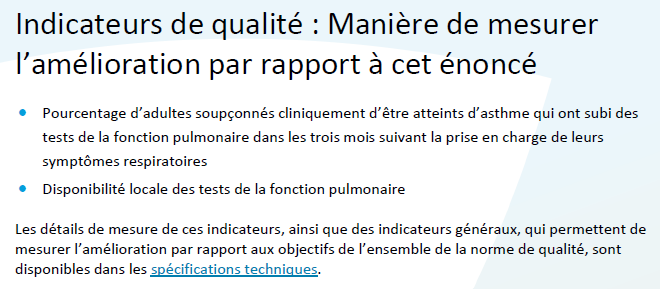 Indicateurs de qualité : Manière de mesurer
l’amélioration par rapport à cet énoncé
• Pourcentage d’adultes soupçonnés cliniquement d’être atteints d’asthme qui ont subi des
tests de la fonction pulmonaire dans les trois mois suivant la prise en charge de leurs
symptômes respiratoires
• Disponibilité locale des tests de la fonction pulmonaire
Les détails de mesure de ces indicateurs, ainsi que des indicateurs généraux, qui permettent de
mesurer l’amélioration par rapport aux objectifs de l’ensemble de la norme de qualité, sont
disponibles dans les spécifications techniques.